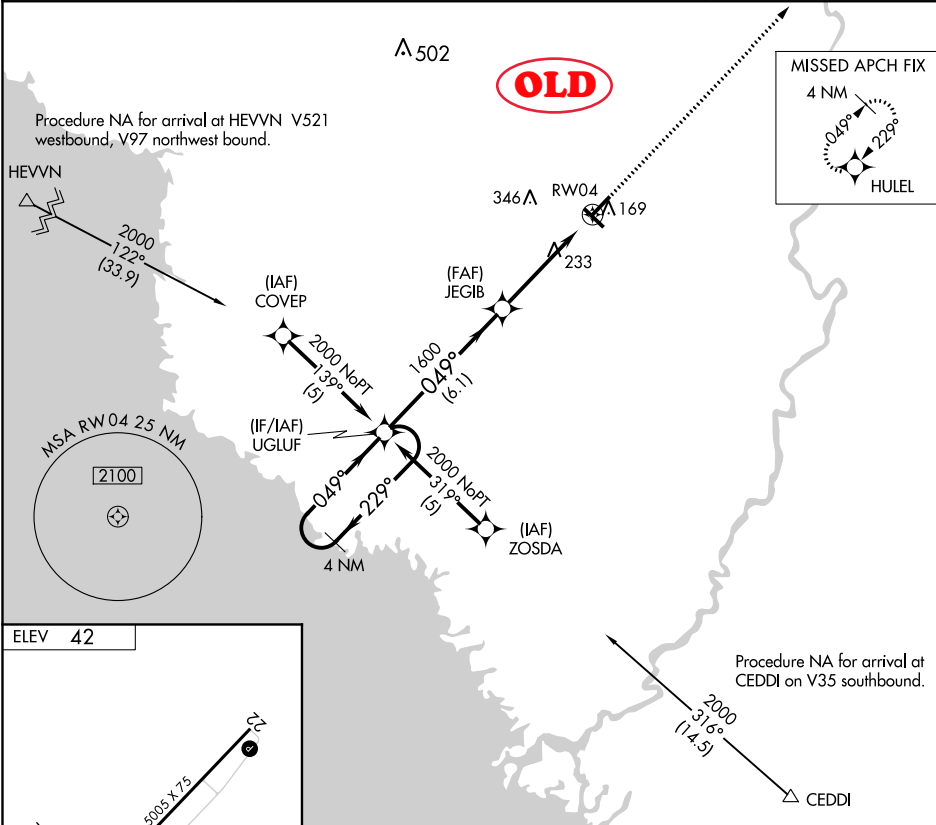 502
OLD
MISSED APCH FIX
4 NM
049°
229°
HULEL
Procedure NA for arrival at HEVVN V521
westbound, V97 northwest bound.
HEVVN
2000
122°
(33.9)
346
RW04
169
233
(IAF)
COVEP
(FAF)
JEGIB
2000 NoPT
139°
(5)
1600
049°
(6.1)
(IF/IAF)
UGLUF
MSA RW04 25 NM
2100
049°
229°
4 NM
2000 NoPT
319°
(5)
(IAF)
ZOSDA
ELEV 42
22
P
5005 X 75
Procedure NA for arrival at
CEDDI on V35 southbound.
2000
316°
(14.5)
CEDDI